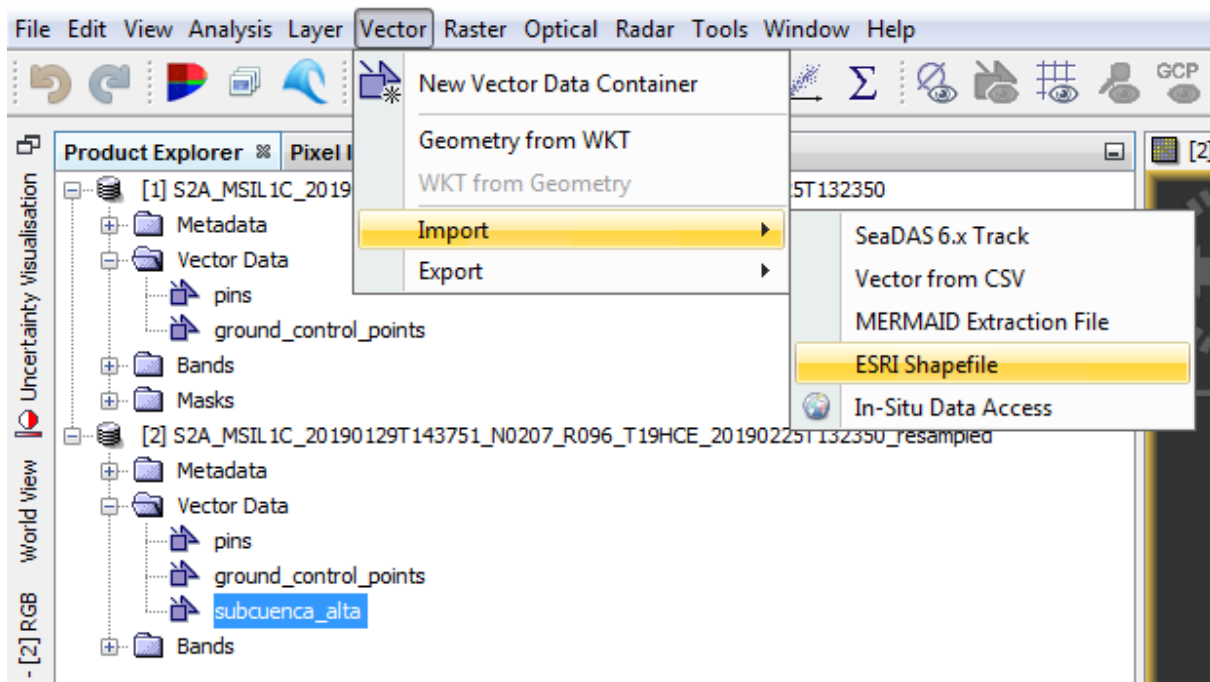 File Edit View Analysis Layer Vector Raster Optical Radar Tools Window Help
GCP
New Vector Data Container
Geometry from WKT
WKT from Geometry
Import
Export
SeaDAS 6.x Track
Vector from CSV
MERMAID Extraction File
ESRI Shapefile
In-Situ Data Access
Product Explorer Pixel I
[2]
[1] S2A_MSIL1C_2019 5T132350
Metadata
Vector Data
pins
ground_control_points
Bands
Masks
[2] S2A_MSIL1C_20190129T143751_N0207_R096_T19HCE_20190225T132350_resampled
Metadata
Vector Data
pins
ground_control_points
subcuenca_alta
Bands
Uncertainty Visualisation
World View
- [2] RGB